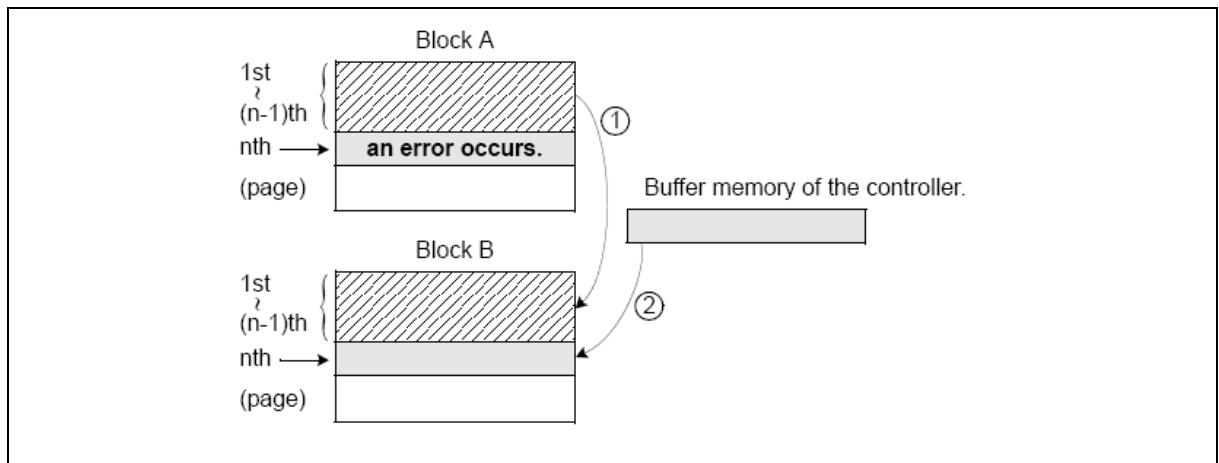 Block A
1st
~
(n-1)th
nth
an error occurs.
(page)
①
Buffer memory of the controller.
Block B
1st
~
(n-1)th
②
nth
(page)